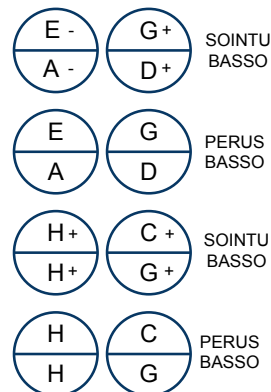 E - G +
SOINTU
A - D +
BASSO
E G
PERUS
A D
BASSO
H + C +
SOINTU
H + G +
BASSO
H C
PERUS
H G
BASSO